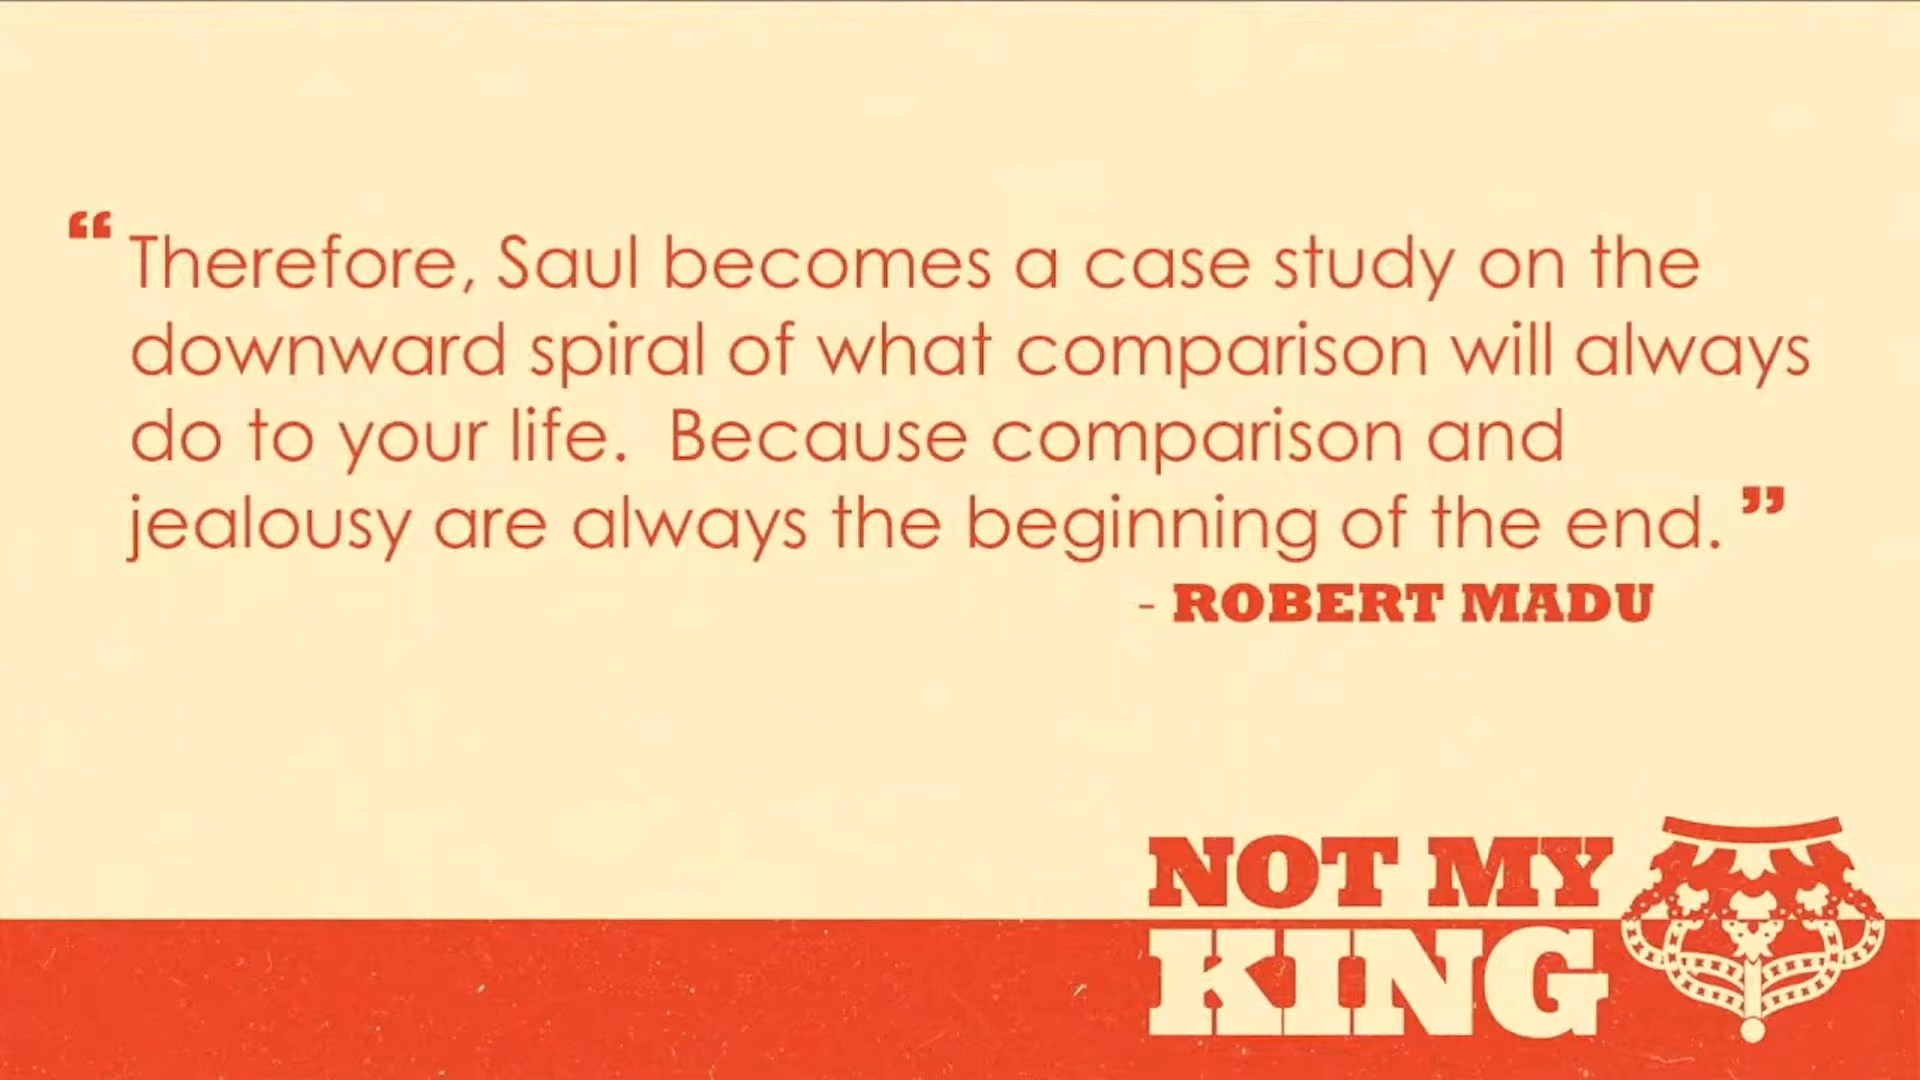 “Therefore, Saul becomes a case study on the
downward spiral of what comparison will always
do to your life.  Because comparison and
jealousy are always the beginning of the end.”
- ROBERT MADU
NOT MY
KING